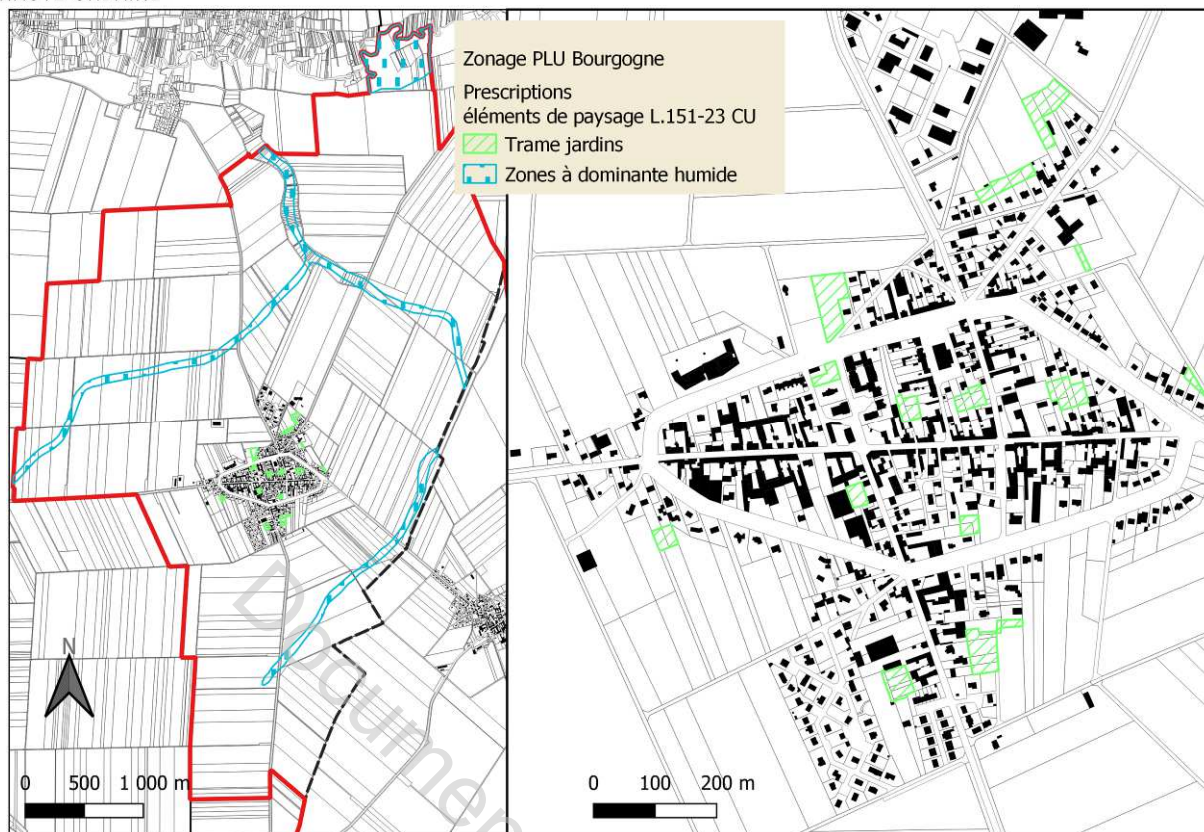 Zonage PLU Bourgogne
Prescriptions
éléments de paysage L.151-23 CU
Trame jardins
Zones à dominante humide
N
0 500 1 000 m
0 100 200 m
Documen